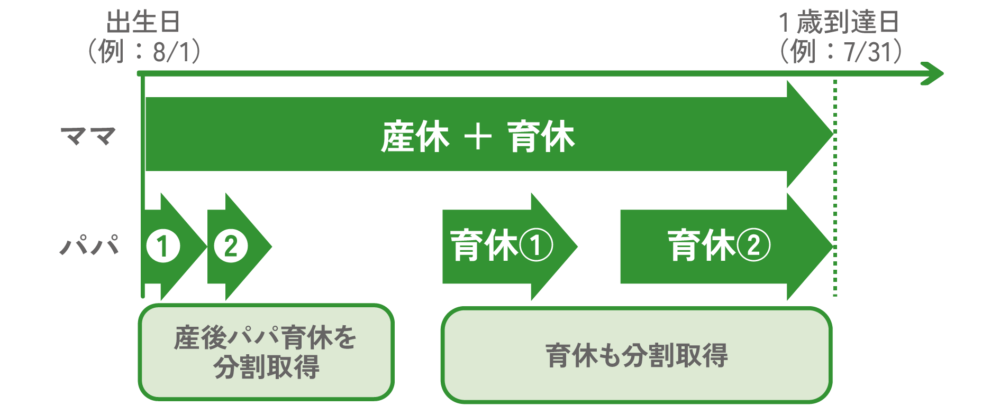 出生日
（例：8/1）
１歳到達日
（例：7/31）
ママ
産休＋育休
パパ
❶
❷
育休①
育休②
産後パパ育休を
分割取得
育休も分割取得